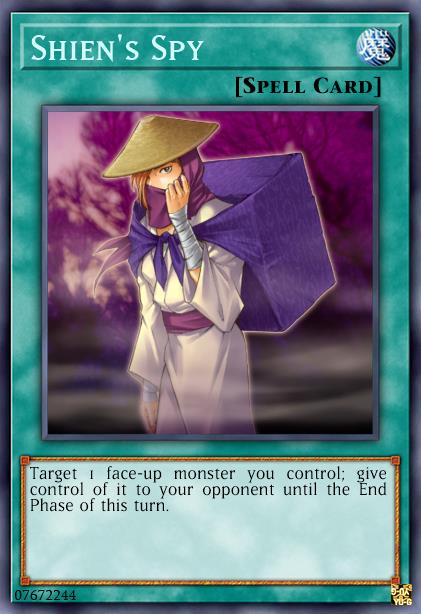 Shien's Spy
魔
[Spell Card]
Target 1 face-up monster you control; give
control of it to your opponent until the End
Phase of this turn.
07672244